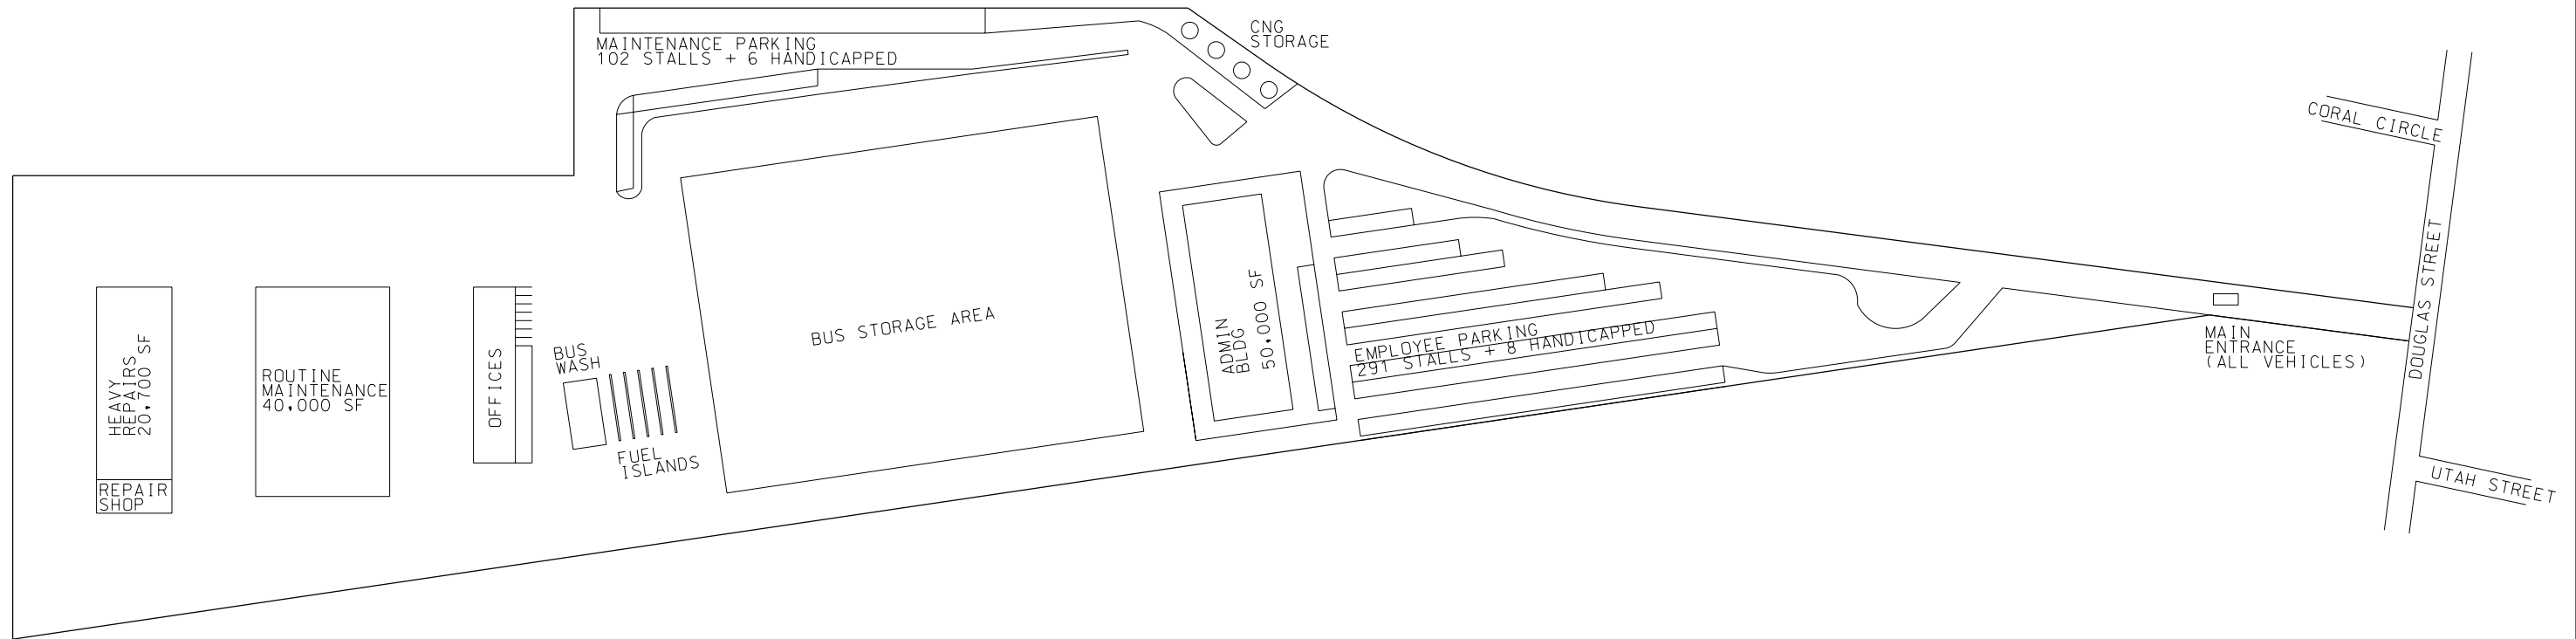 MAINTENANCE PARKING
102 STALLS + 6 HANDICAPPED
CNG
STORAGE
CORAL CIRCLE
DOUGLAS STREET
UTAH STREET
MAIN
ENTRANCE
(ALL VEHICLES)
HEAVY
REPAIRS
20,700 SF
REPAIR
SHOP
ROUTINE
MAINTENANCE
40,000 SF
OFFICES
BUS
WASH
FUEL
ISLANDS
BUS STORAGE AREA
ADMIN
BLDG
50,000 SF
EMPLOYEE PARKING
291 STALLS + 8 HANDICAPPED